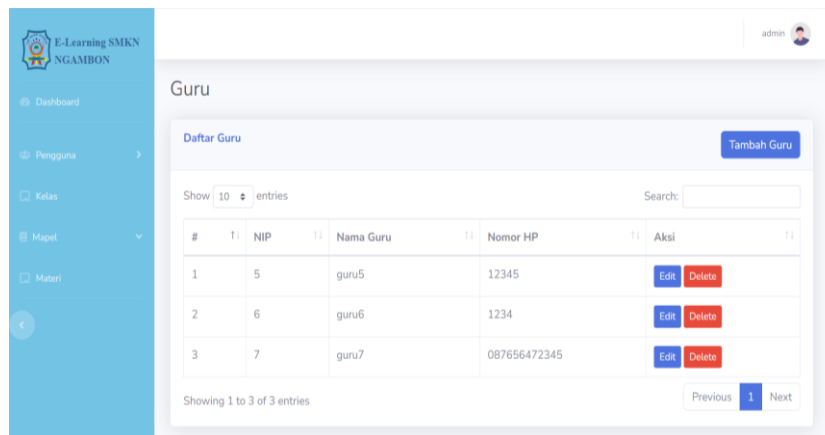 E-Learning SMKN
NGAMBON
admin
Dashboard
Pengguna
Kelas
Mapel
Materi
Guru
Daftar Guru
Tambah Guru
Show 10 entries
Search:
# NIP Nama Guru Nomor HP Aksi
1 5 guru5 12345 Edit Delete
2 6 guru6 1234 Edit Delete
3 7 guru7 087656472345 Edit Delete
Showing 1 to 3 of 3 entries
Previous 1 Next